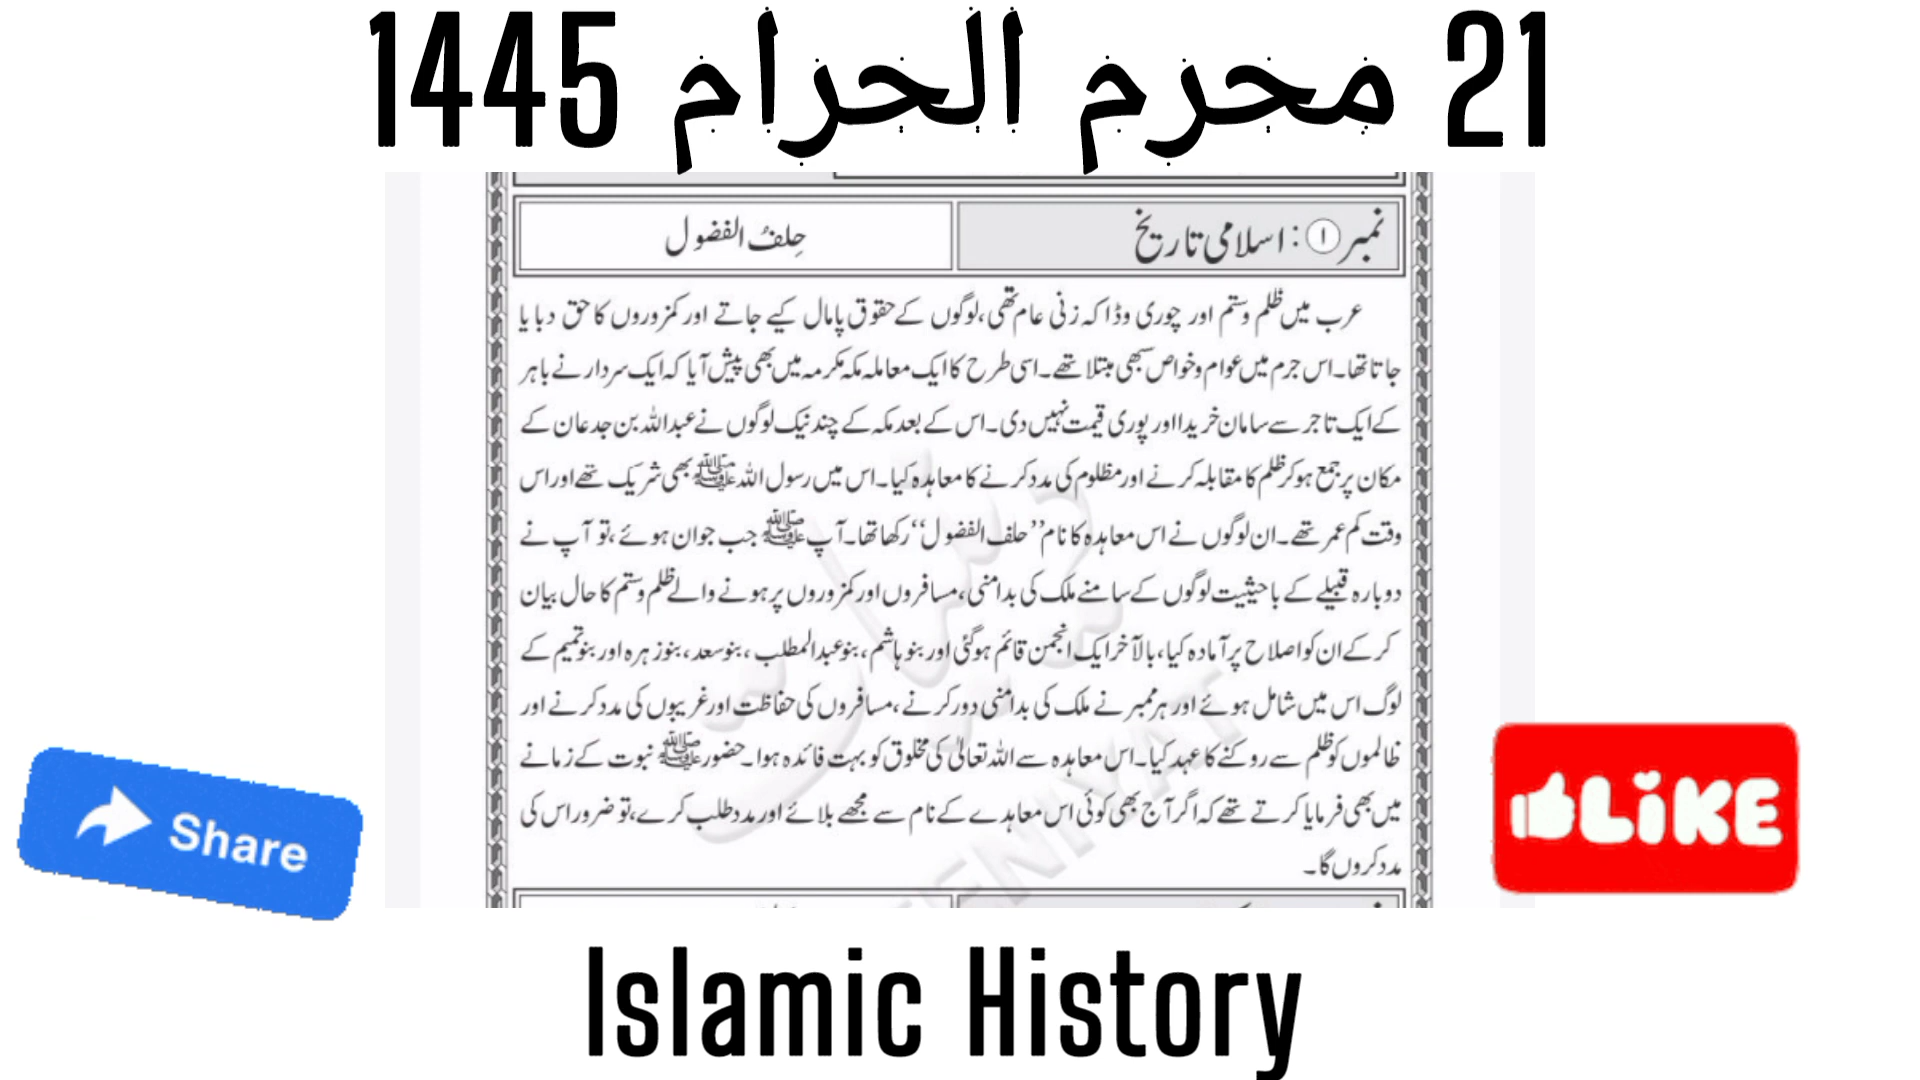 21 محرم الحرام 1445
نمبر ۱: اسلامی تاریخ
حِلفُ الفضول
عرب میں ظلم وستم اور چوری وڈاکہ زنی عام تھی،لوگوں کے حقوق پامال کیے جاتے اور کمزوروں کا حق دبایا
جاتا تھا۔اس جرم میں عوام وخواص سبھی مبتلا تھے۔اسی طرح کا ایک معاملہ مکہ مکرمہ میں بھی پیش آیا کہ ایک سردار نے باہر
کے ایک تاجر سے سامان خریدا اور پوری قیمت نہیں دی۔اس کے بعد مکہ کے چند نیک لوگوں نے عبداللہ بن جدعان کے
مکان پر جمع ہوکر ظلم کا مقابلہ کرنے اور مظلوم کی مدد کرنے کا معاہدہ کیا۔اس میں رسول اللہ ﷺ بھی شریک تھے اور اس
وقت کم عمر تھے۔ان لوگوں نے اس معاہدہ کا نام ’’حلف الفضول‘‘ رکھا تھا۔آپ ﷺ جب جوان ہوئے،تو آپ نے
دوبارہ قبیلے کے باحیثیت لوگوں کے سامنے ملک کی بدامنی،مسافروں اور کمزوروں پر ہونے والے ظلم وستم کا حال بیان
کرکے ان کو اصلاح پر آمادہ کیا،بالآخر ایک انجمن قائم ہوگئی اور بنو ہاشم، بنو عبدالمطلب، بنو سعد، بنو زہرہ اور بنو تمیم کے
لوگ اس میں شامل ہوئے اور ہر ممبر نے ملک کی بدامنی دور کرنے،مسافروں کی حفاظت اور غریبوں کی مدد کرنے اور
ظالموں کو ظلم سے روکنے کا عہد کیا۔اس معاہدہ سے اللہ تعالیٰ کی مخلوق کو بہت فائدہ ہوا۔حضور ﷺ نبوت کے زمانے
میں بھی فرمایا کرتے تھے کہ اگر آج بھی کوئی اس معاہدے کے نام سے مجھے بلائے اور مدد طلب کرے،تو ضرور اس کی
مدد کروں گا۔
Share
LiKE
Islamic History